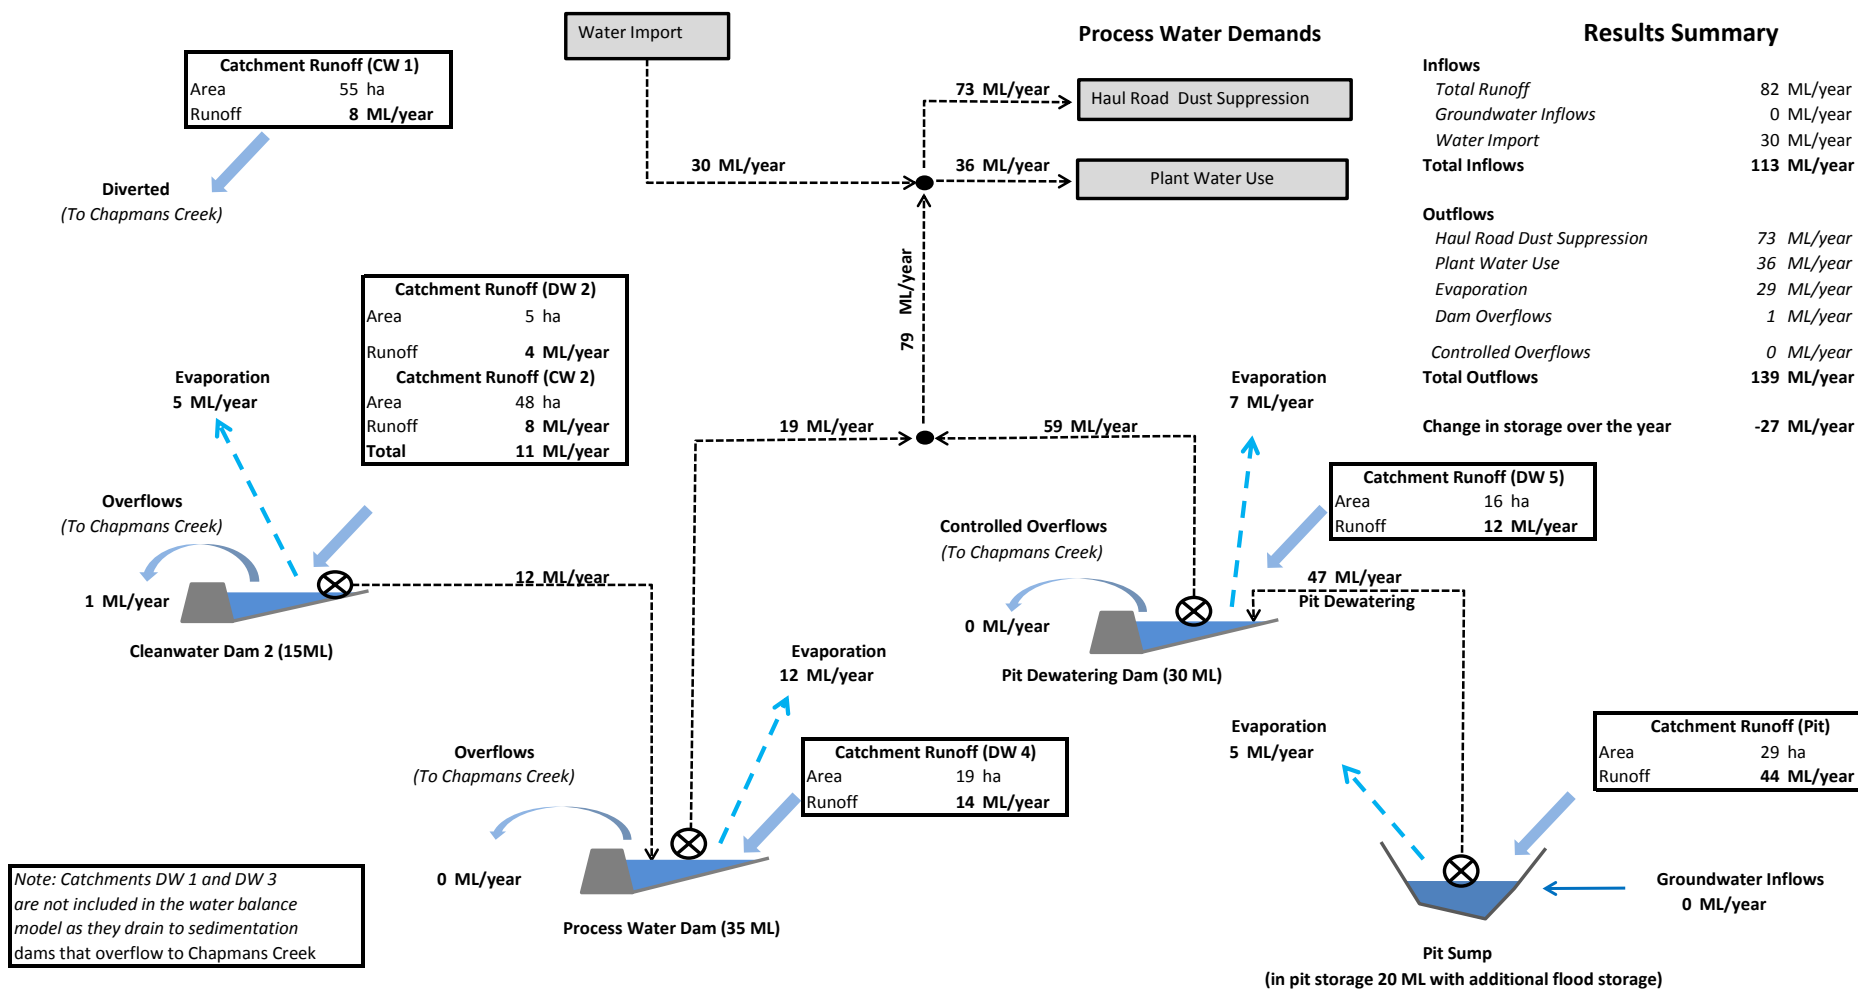 Water Import
Process Water Demands
Results Summary
Catchment Runoff (CW 1)
Area 55 ha
Runoff 8 ML/year
Diverted
(To Chapmans Creek)
30 ML/year
73 ML/year
Haul Road Dust Suppression
36 ML/year
Plant Water Use
79 ML/year
Inflows
Total Runoff 82 ML/year
Groundwater Inflows 0 ML/year
Water Import 30 ML/year
Total Inflows 113 ML/year
Outflows
Haul Road Dust Suppression 73 ML/year
Plant Water Use 36 ML/year
Evaporation 29 ML/year
Dam Overflows 1 ML/year
Controlled Overflows 0 ML/year
Total Outflows 139 ML/year
Change in storage over the year -27 ML/year
Catchment Runoff (DW 2)
Area 5 ha
Runoff 4 ML/year
Catchment Runoff (CW 2)
Area 48 ha
Runoff 8 ML/year
Total 11 ML/year
Evaporation
5 ML/year
Overflows
(To Chapmans Creek)
1 ML/year
12 ML/year
Cleanwater Dam 2 (15ML)
19 ML/year
59 ML/year
Evaporation
7 ML/year
Catchment Runoff (DW 5)
Area 16 ha
Runoff 12 ML/year
Controlled Overflows
(To Chapmans Creek)
0 ML/year
47 ML/year
Pit Dewatering
Pit Dewatering Dam (30 ML)
Evaporation
12 ML/year
Overflows
(To Chapmans Creek)
0 ML/year
Catchment Runoff (DW 4)
Area 19 ha
Runoff 14 ML/year
Process Water Dam (35 ML)
Evaporation
5 ML/year
Catchment Runoff (Pit)
Area 29 ha
Runoff 44 ML/year
Groundwater Inflows
0 ML/year
Pit Sump
(in pit storage 20 ML with additional flood storage)
Note: Catchments DW 1 and DW 3
are not included in the water balance
model as they drain to sedimentation
dams that overflow to Chapmans Creek